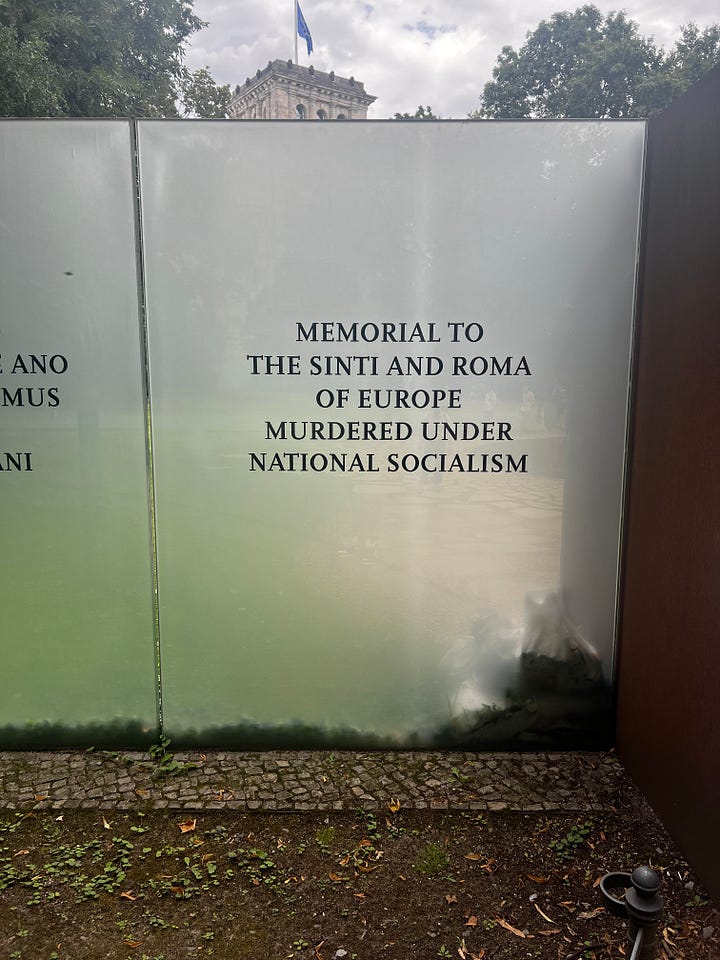 E ANO
MUS
ANI
MEMORIAL TO
THE SINTI AND ROMA
OF EUROPE
MURDERED UNDER
NATIONAL SOCIALISM